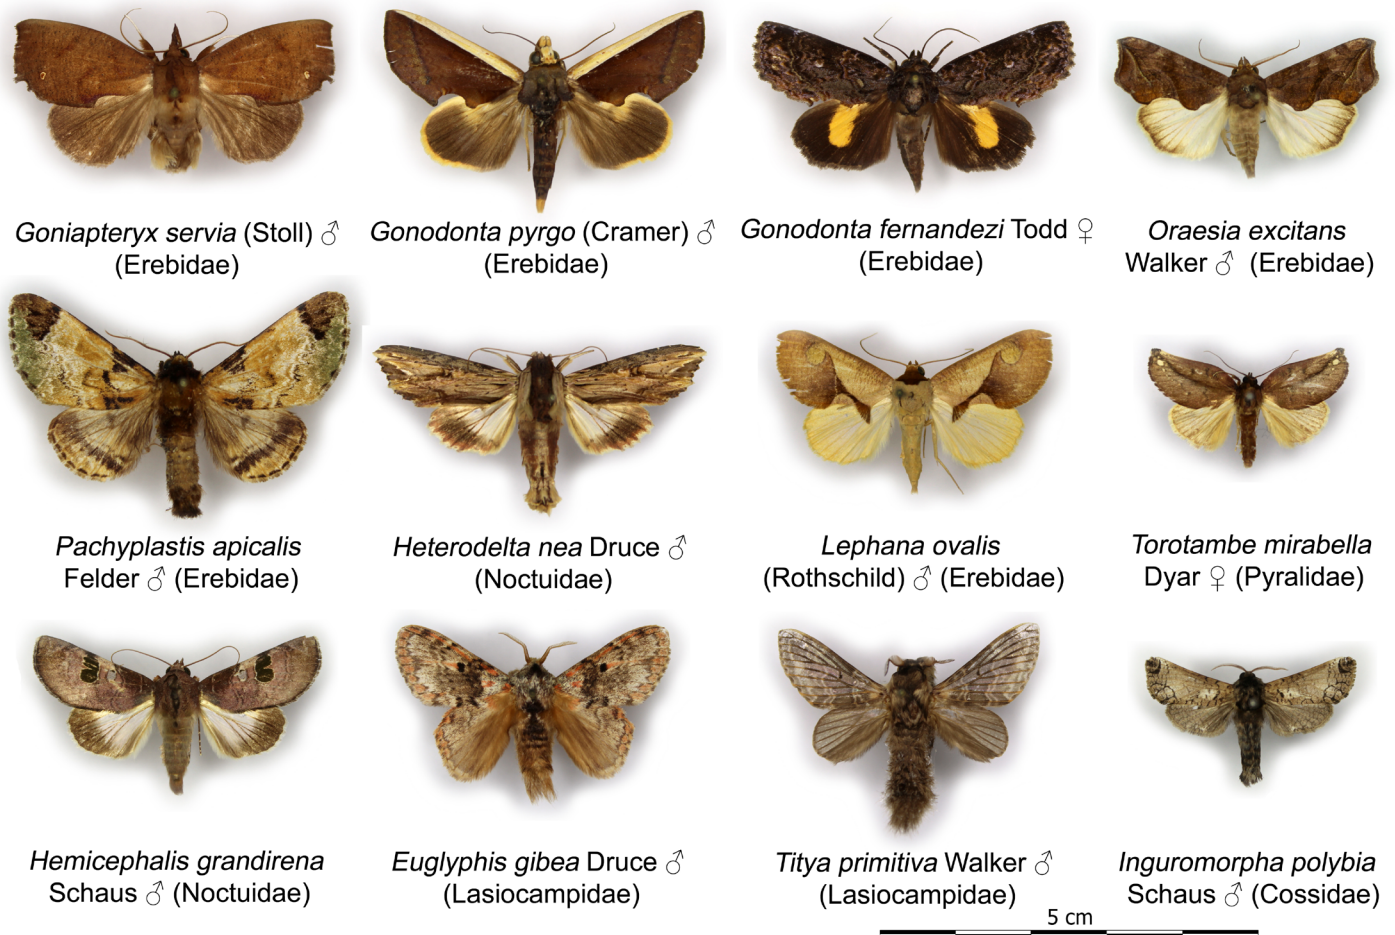 Goniapteryx servia (Stoll) ♂
(Erebidae)
Gonodonta pyrgo (Cramer) ♂
(Erebidae)
Gonodonta fernandezi Todd ♀
(Erebidae)
Oraesia excitans
Walker ♂ (Erebidae)
Pachyplastis apicalis
Felder ♂ (Erebidae)
Heterodelta nea Druce ♂
(Noctuidae)
Lephana ovalis
(Rothschild) ♂ (Erebidae)
Torotambe mirabella
Dyar ♀ (Pyralidae)
Hemicephalis grandirena
Schaus ♂ (Noctuidae)
Euglyphis gibea Druce ♂
(Lasiocampidae)
Titya primitiva Walker ♂
(Lasiocampidae)
Inguromorpha polybia
Schaus ♂ (Cossidae)
5 cm